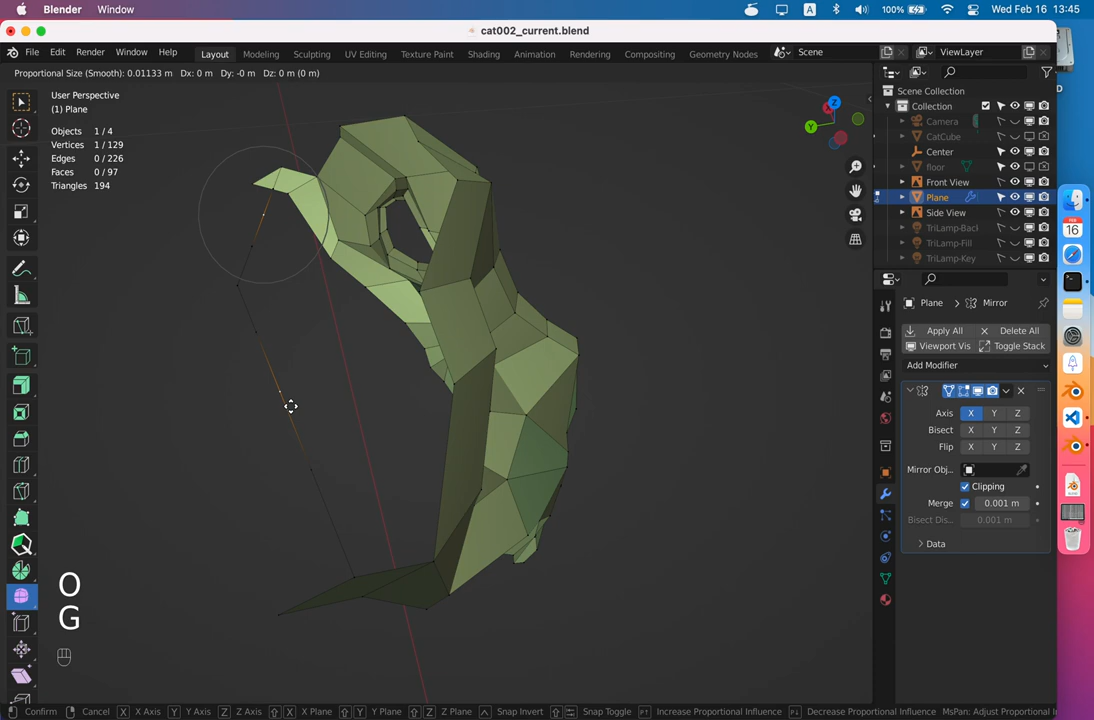 Blender Window A 100% Wed Feb 16 13:45
cat002_current.blend
File Edit Render Window Help Layout Modeling Sculpting UV Editing Texture Paint Shading Animation Rendering Compositing Geometry Nodes Scene ViewLayer
Proportional Size (Smooth): 0.01133 m Dx: 0 m Dy: -0 m Dz: 0 m (0 m)
User Perspective
(1) Plane
Objects 1 / 4
Vertices 1 / 129
Edges 0 / 226
Faces 0 / 97
Triangles 194
Z
X
Y
O
G
Scene Collection
Collection
Camera
CatCube
Center
floor
Front View
Plane
Side View
TriLamp-Back
TriLamp-Fill
TriLamp-Key
Plane > Mirror
Apply All Delete All
Viewport Vis Toggle Stack
Add Modifier
Axis X Y Z
Bisect X Y Z
Flip X Y Z
Mirror Obj...
Clipping
Merge 0.001 m
Bisect Dis... 0.001 m
Data
FEB
16
Confirm Cancel X X Axis Y Y Axis Z Z Axis X X Plane Y Y Plane Z Z Plane Snap Invert Snap Toggle Increase Proportional Influence Decrease Proportional Influence MsPan: Adjust Proportional I